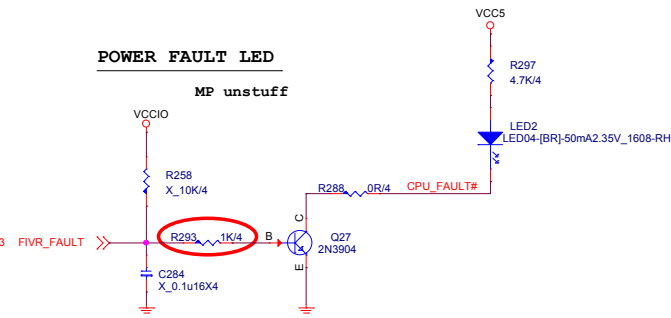 VCC5
POWER FAULT LED
R297
4.7K/4
MP unstuff
VCCIO
LED2
LED04-[BR]-50mA2.35V_1608-RH
R258
X_10K/4
R288 0R/4 CPU_FAULT#
C
3 FIVR_FAULT R293 1K/4 B Q27
2N3904
E
C284
X_0.1u16X4